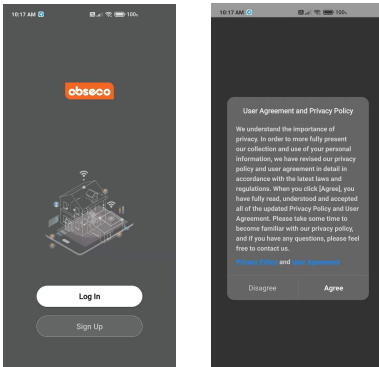 10:17 AM
100%
obseco
Log In
Sign Up
10:17 AM
100%
User Agreement and Privacy Policy
We understand the importance of
privacy. In order to more fully present
our collection and use of your personal
information, we have revised our privacy
policy and user agreement in detail in
accordance with the latest laws and
regulations. When you click [Agree], you
have fully read, understood and accepted
all of the updated Privacy Policy and User
Agreement. Please take some time to
become familiar with our privacy policy,
and if you have any questions, please feel
free to contact us.
Privacy Policy and User Agreement
Disagree
Agree